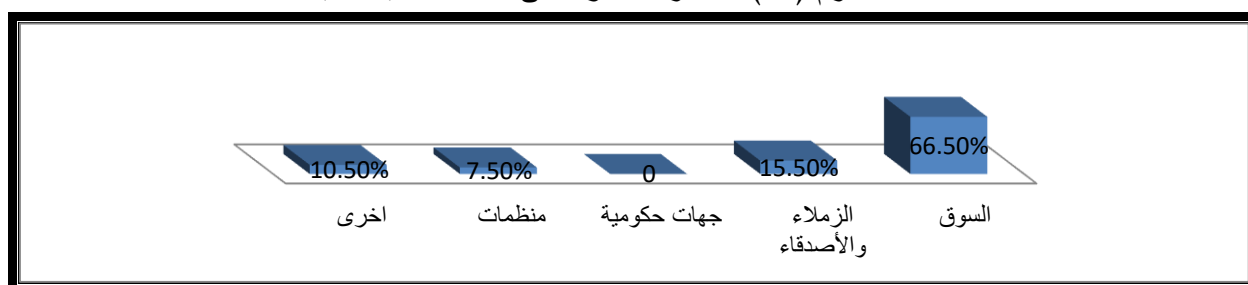 66.50%
15.50%
0
7.50%
10.50%
السوق
الزملاء
والأصدقاء
جهات حكومية
منظمات
اخرى